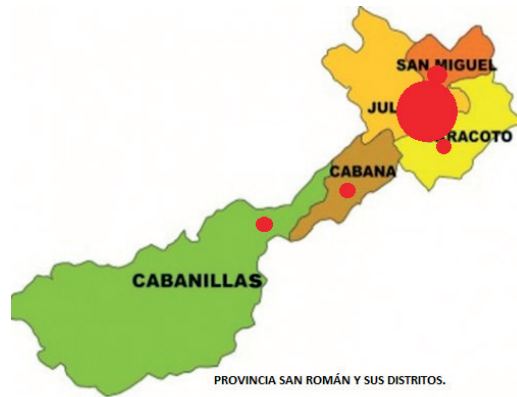 SAN MIGUEL
JUL
ARACOTO
CABANA
CABANILLAS
PROVINCIA SAN ROMÁN Y SUS DISTRITOS.